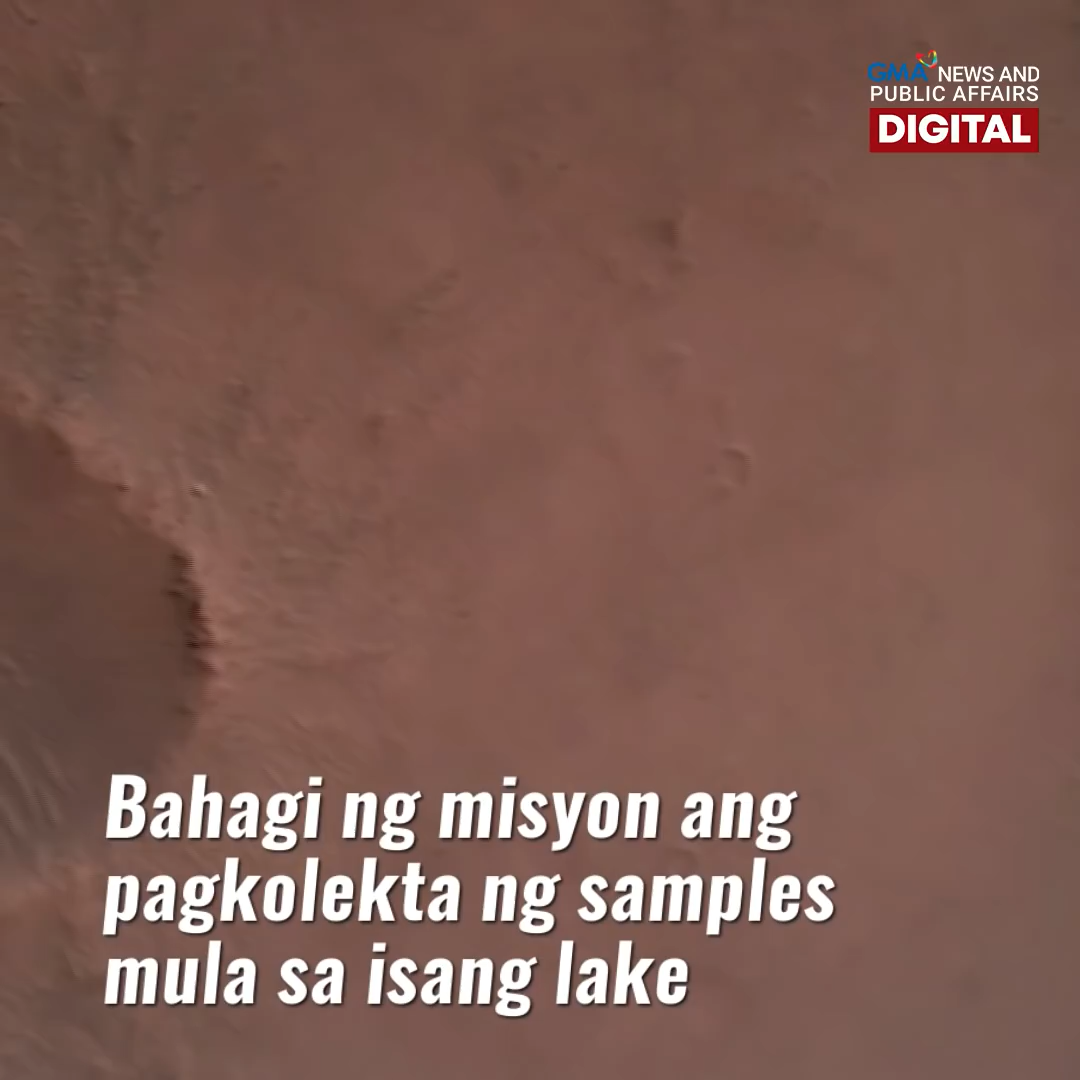 GMA NEWS AND
PUBLIC AFFAIRS
DIGITAL
Bahagi ng misyon ang
pagkolekta ng samples
mula sa isang lake